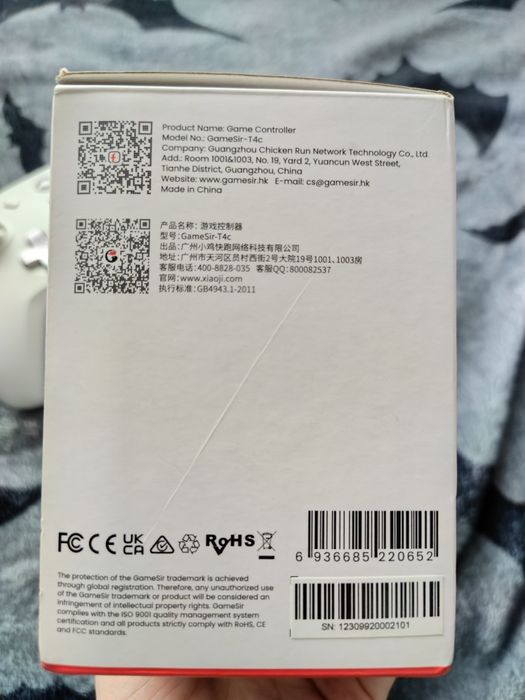 Product Name: Game Controller
Model No.: GameSir-T4c
Company: Guangzhou Chicken Run Network Technology Co., Ltd
Add.: Room 1001&1003, No. 19, Yard 2, Yuancun West Street,
Tianhe District, Guangzhou, China
Website: www.gamesir.hk E-mail: cs@gamesir.hk
Made in China
产品名称: 游戏控制器
型号: GameSir-T4c
出品: 广州小鸡快跑网络科技有限公司
地址: 广州市天河区员村西街2号大院19号1001、1003房
客服电话: 400-8828-035 客服QQ: 800082537
官网: www.xiaoji.com
执行标准: GB4943.1-2011
FC CE UK CA RoHS
6 936685 220652
The protection of the GameSir trademark is achieved
through global registration. Therefore, any unauthorized use
of the GameSir trademark or product will be considered an
infringement of intellectual property rights. GameSir
complies with the ISO 9001 quality management system
certification and all products strictly comply with RoHS, CE
and FCC standards.
SN: 12309920002101